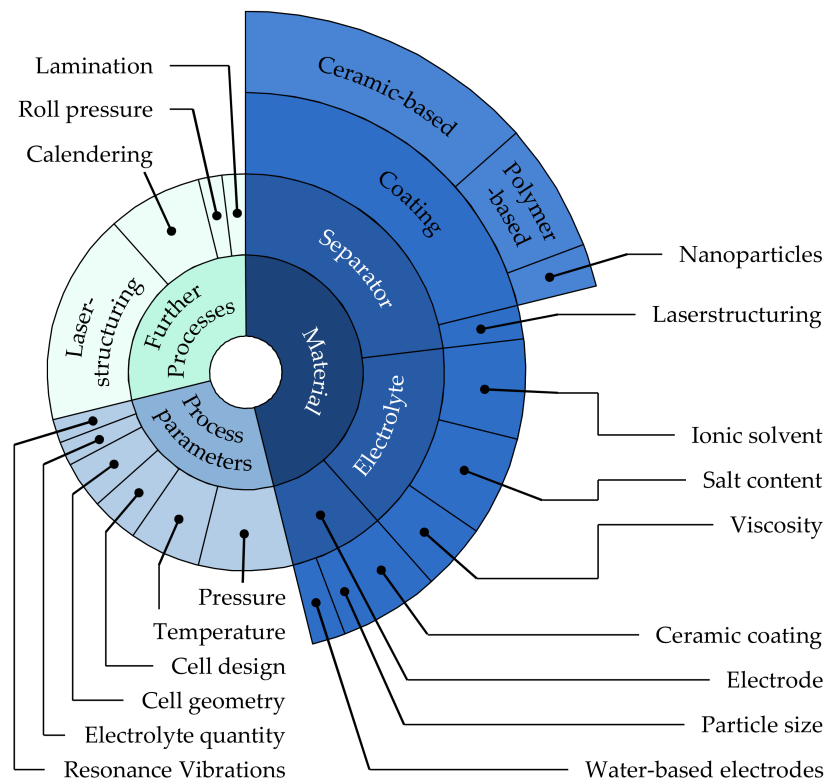 Lamination
Roll pressure
Calendering
Laser-
structuring
Further
Processes
Ceramic-based
Polymer
-based
Coating
Separator
Material
Electrolyte
Process
parameters
Nanoparticles
Laserstructuring
Ionic solvent
Salt content
Viscosity
Ceramic coating
Electrode
Particle size
Water-based electrodes
Pressure
Temperature
Cell design
Cell geometry
Electrolyte quantity
Resonance Vibrations